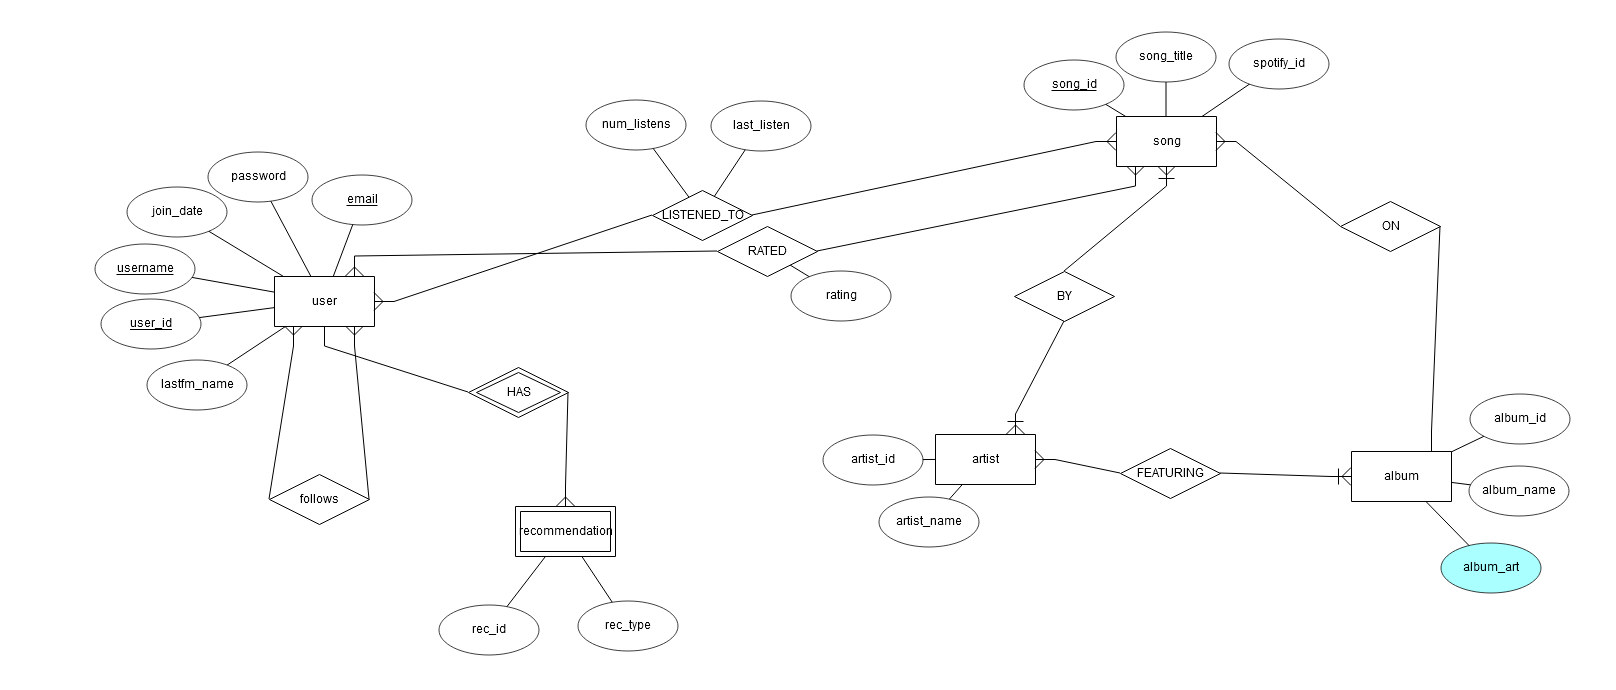 song_title
spotify_id
song_id
num_listens
last_listen
song
password
email
join_date
LISTENED_TO
ON
RATED
username
BY
rating
user
user_id
lastfm_name
HAS
album_id
artist_id
artist
FEATURING
album
album_name
follows
artist_name
recommendation
album_art
rec_id
rec_type